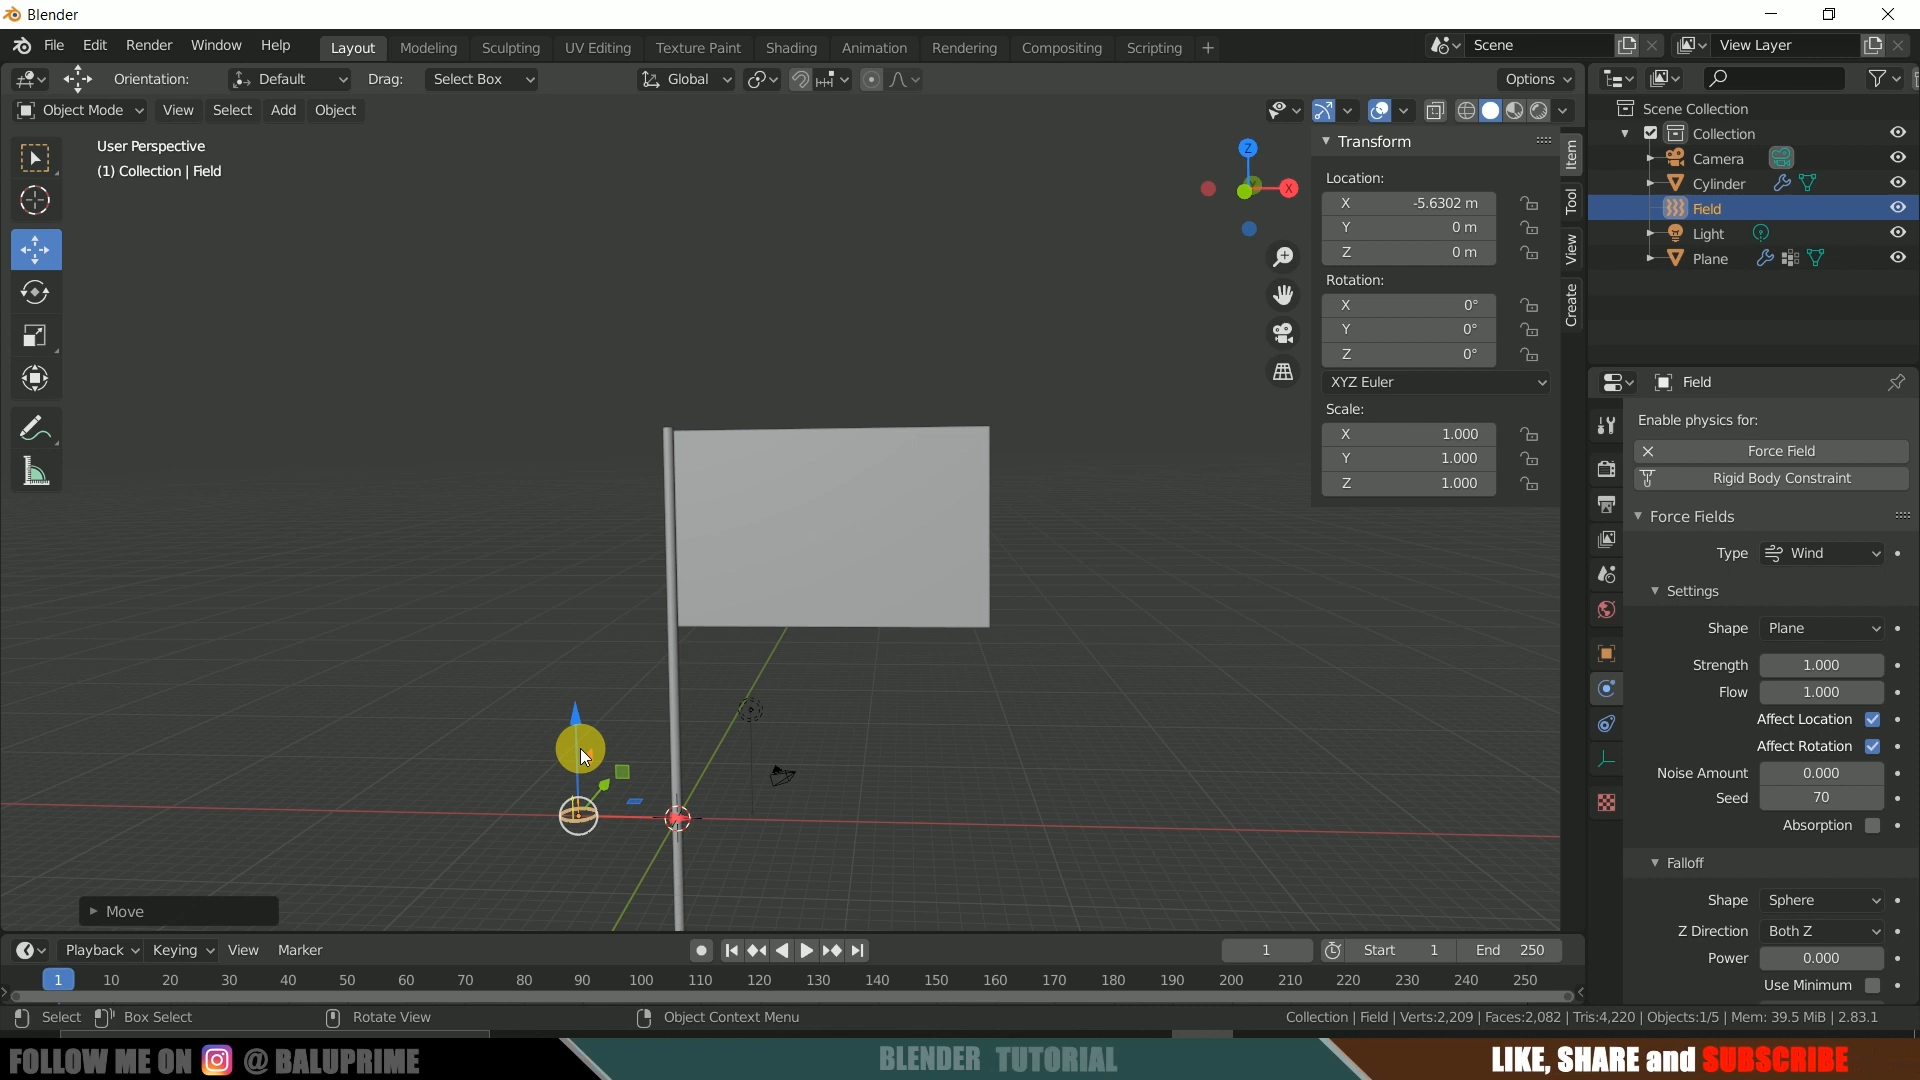 Blender
File Edit Render Window Help
Layout Modeling Sculpting UV Editing Texture Paint Shading Animation Rendering Compositing Scripting +
Scene
View Layer
Orientation: Default Drag: Select Box
Global
Options
Object Mode View Select Add Object
User Perspective
(1) Collection | Field
Z
X
Transform
Location:
X -5.6302 m
Y 0 m
Z 0 m
Rotation:
X 0°
Y 0°
Z 0°
XYZ Euler
Scale:
X 1.000
Y 1.000
Z 1.000
Item
Tool
View
Create
Scene Collection
Collection
Camera
Cylinder
Field
Light
Plane
Field
Enable physics for:
Force Field
Rigid Body Constraint
Force Fields
Type Wind
Settings
Shape Plane
Strength 1.000
Flow 1.000
Affect Location
Affect Rotation
Noise Amount 0.000
Seed 70
Absorption
Falloff
Shape Sphere
Z Direction Both Z
Power 0.000
Use Minimum
Move
Playback Keying View Marker
1
Start 1
End 250
1 10 20 30 40 50 60 70 80 90 100 110 120 130 140 150 160 170 180 190 200 210 220 230 240 250
Select Box Select Rotate View Object Context Menu
Collection | Field | Verts:2,209 | Faces:2,082 | Tris:4,220 | Objects:1/5 | Mem: 39.5 MiB | 2.83.1
FOLLOW ME ON @ BALUPRIME
BLENDER TUTORIAL
LIKE, SHARE and SUBSCRIBE